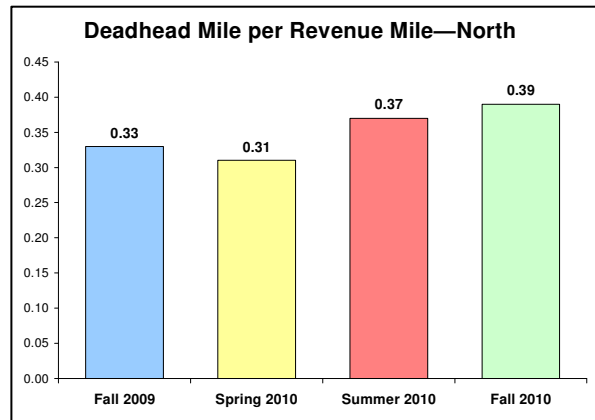 Deadhead Mile per Revenue Mile—North
0.45
0.40
0.35
0.30
0.25
0.20
0.15
0.10
0.05
0.00
0.33
0.31
0.37
0.39
Fall 2009
Spring 2010
Summer 2010
Fall 2010